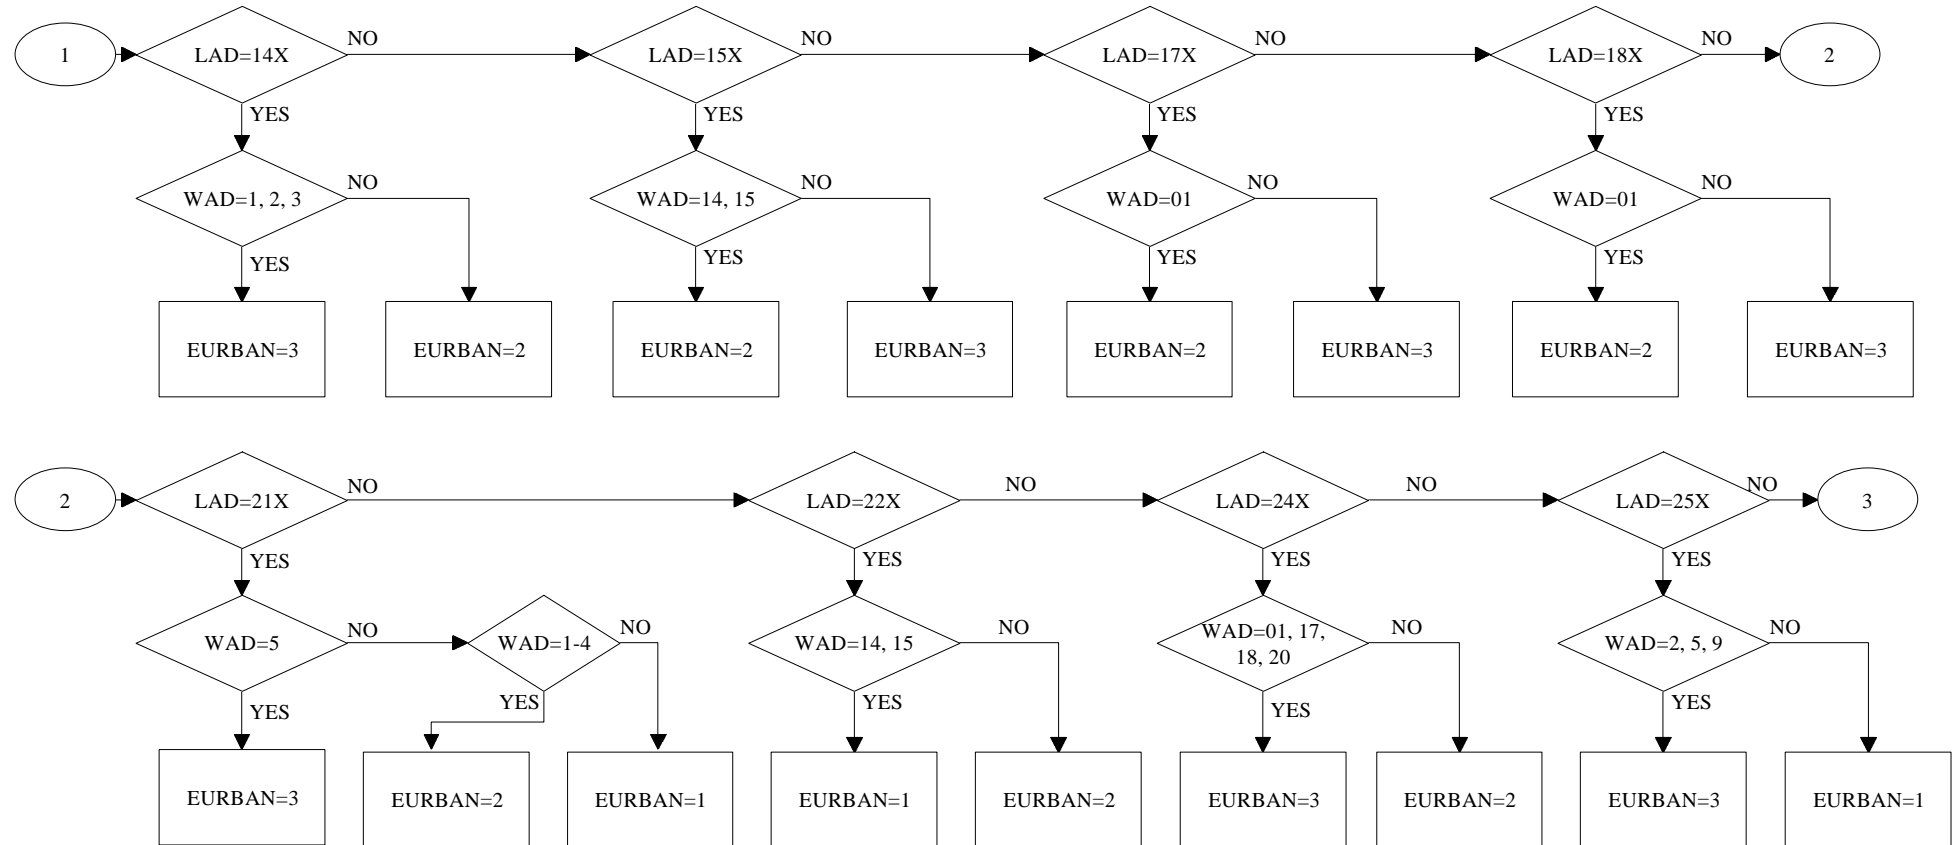 1
LAD=14X
NO
LAD=15X
NO
LAD=17X
NO
LAD=18X
NO
2
YES
YES
YES
YES
WAD=1, 2, 3
NO
WAD=14, 15
NO
WAD=01
NO
WAD=01
NO
YES
YES
YES
YES
EURBAN=3
EURBAN=2
EURBAN=2
EURBAN=3
EURBAN=2
EURBAN=3
EURBAN=2
EURBAN=3
2
LAD=21X
NO
LAD=22X
NO
LAD=24X
NO
LAD=25X
NO
3
YES
YES
YES
YES
WAD=5
NO
WAD=1-4
NO
WAD=14, 15
NO
WAD=01, 17,
18, 20
NO
WAD=2, 5, 9
NO
YES
YES
YES
YES
YES
EURBAN=3
EURBAN=2
EURBAN=1
EURBAN=1
EURBAN=2
EURBAN=3
EURBAN=2
EURBAN=3
EURBAN=1